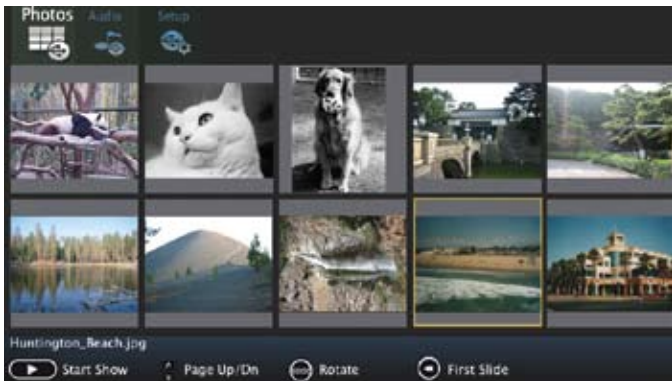 Photos Audio Setup
Huntington_Beach.jpg
Start Show Page Up/Dn Rotate First Slide